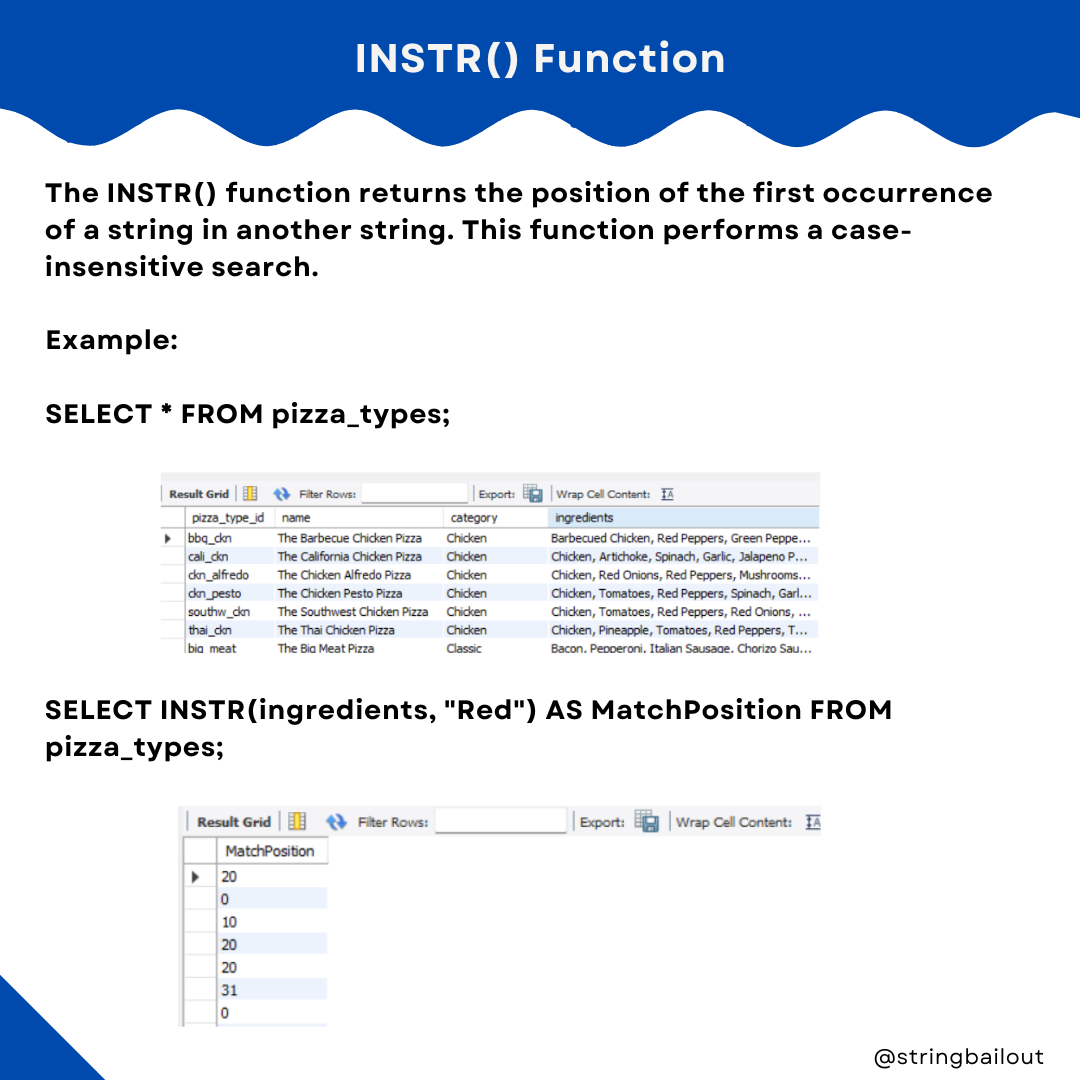 INSTR() Function
The INSTR() function returns the position of the first occurrence
of a string in another string. This function performs a case-
insensitive search.
Example:
SELECT * FROM pizza_types;
Result Grid Filter Rows: Export: Wrap Cell Content:
pizza_type_id name category ingredients
bbq_ckn The Barbecue Chicken Pizza Chicken Barbecued Chicken, Red Peppers, Green Peppe...
cali_ckn The California Chicken Pizza Chicken Chicken, Artichoke, Spinach, Garlic, Jalapeno P...
ckn_alfredo The Chicken Alfredo Pizza Chicken Chicken, Red Onions, Red Peppers, Mushrooms...
ckn_pesto The Chicken Pesto Pizza Chicken Chicken, Tomatoes, Red Peppers, Spinach, Garl...
southw_ckn The Southwest Chicken Pizza Chicken Chicken, Tomatoes, Red Peppers, Red Onions, ...
thai_ckn The Thai Chicken Pizza Chicken Chicken, Pineapple, Tomatoes, Red Peppers, T...
big_meat The Big Meat Pizza Classic Bacon, Pepperoni, Italian Sausage, Chorizo Sau...
SELECT INSTR(ingredients, "Red") AS MatchPosition FROM
pizza_types;
Result Grid Filter Rows: Export: Wrap Cell Content:
MatchPosition
20
0
10
20
20
31
0
@stringbailout